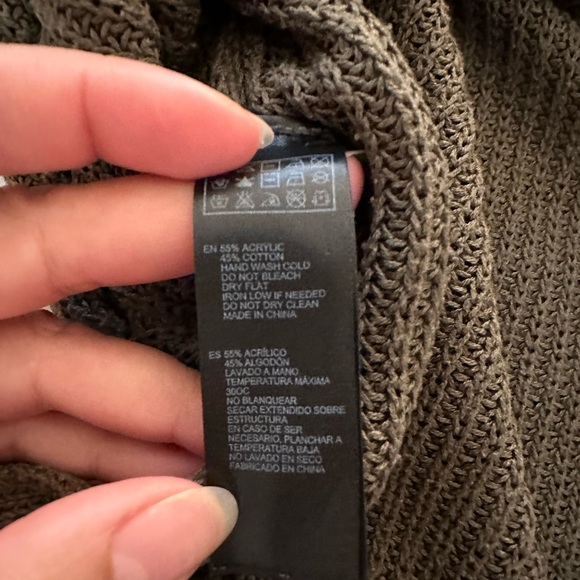 EN 55% ACRYLIC
45% COTTON
HAND WASH COLD
DO NOT BLEACH
DRY FLAT
IRON LOW IF NEEDED
DO NOT DRY CLEAN
MADE IN CHINA
ES 55% ACRÍLICO
45% ALGODÓN
LAVADO A MANO
TEMPERATURA MÁXIMA
30OC
NO BLANQUEAR
SECAR EXTENDIDO SOBRE
ESTRUCTURA
EN CASO DE SER
NECESARIO, PLANCHAR A
TEMPERATURA BAJA
NO LAVADO EN SECO
FABRICADO EN CHINA